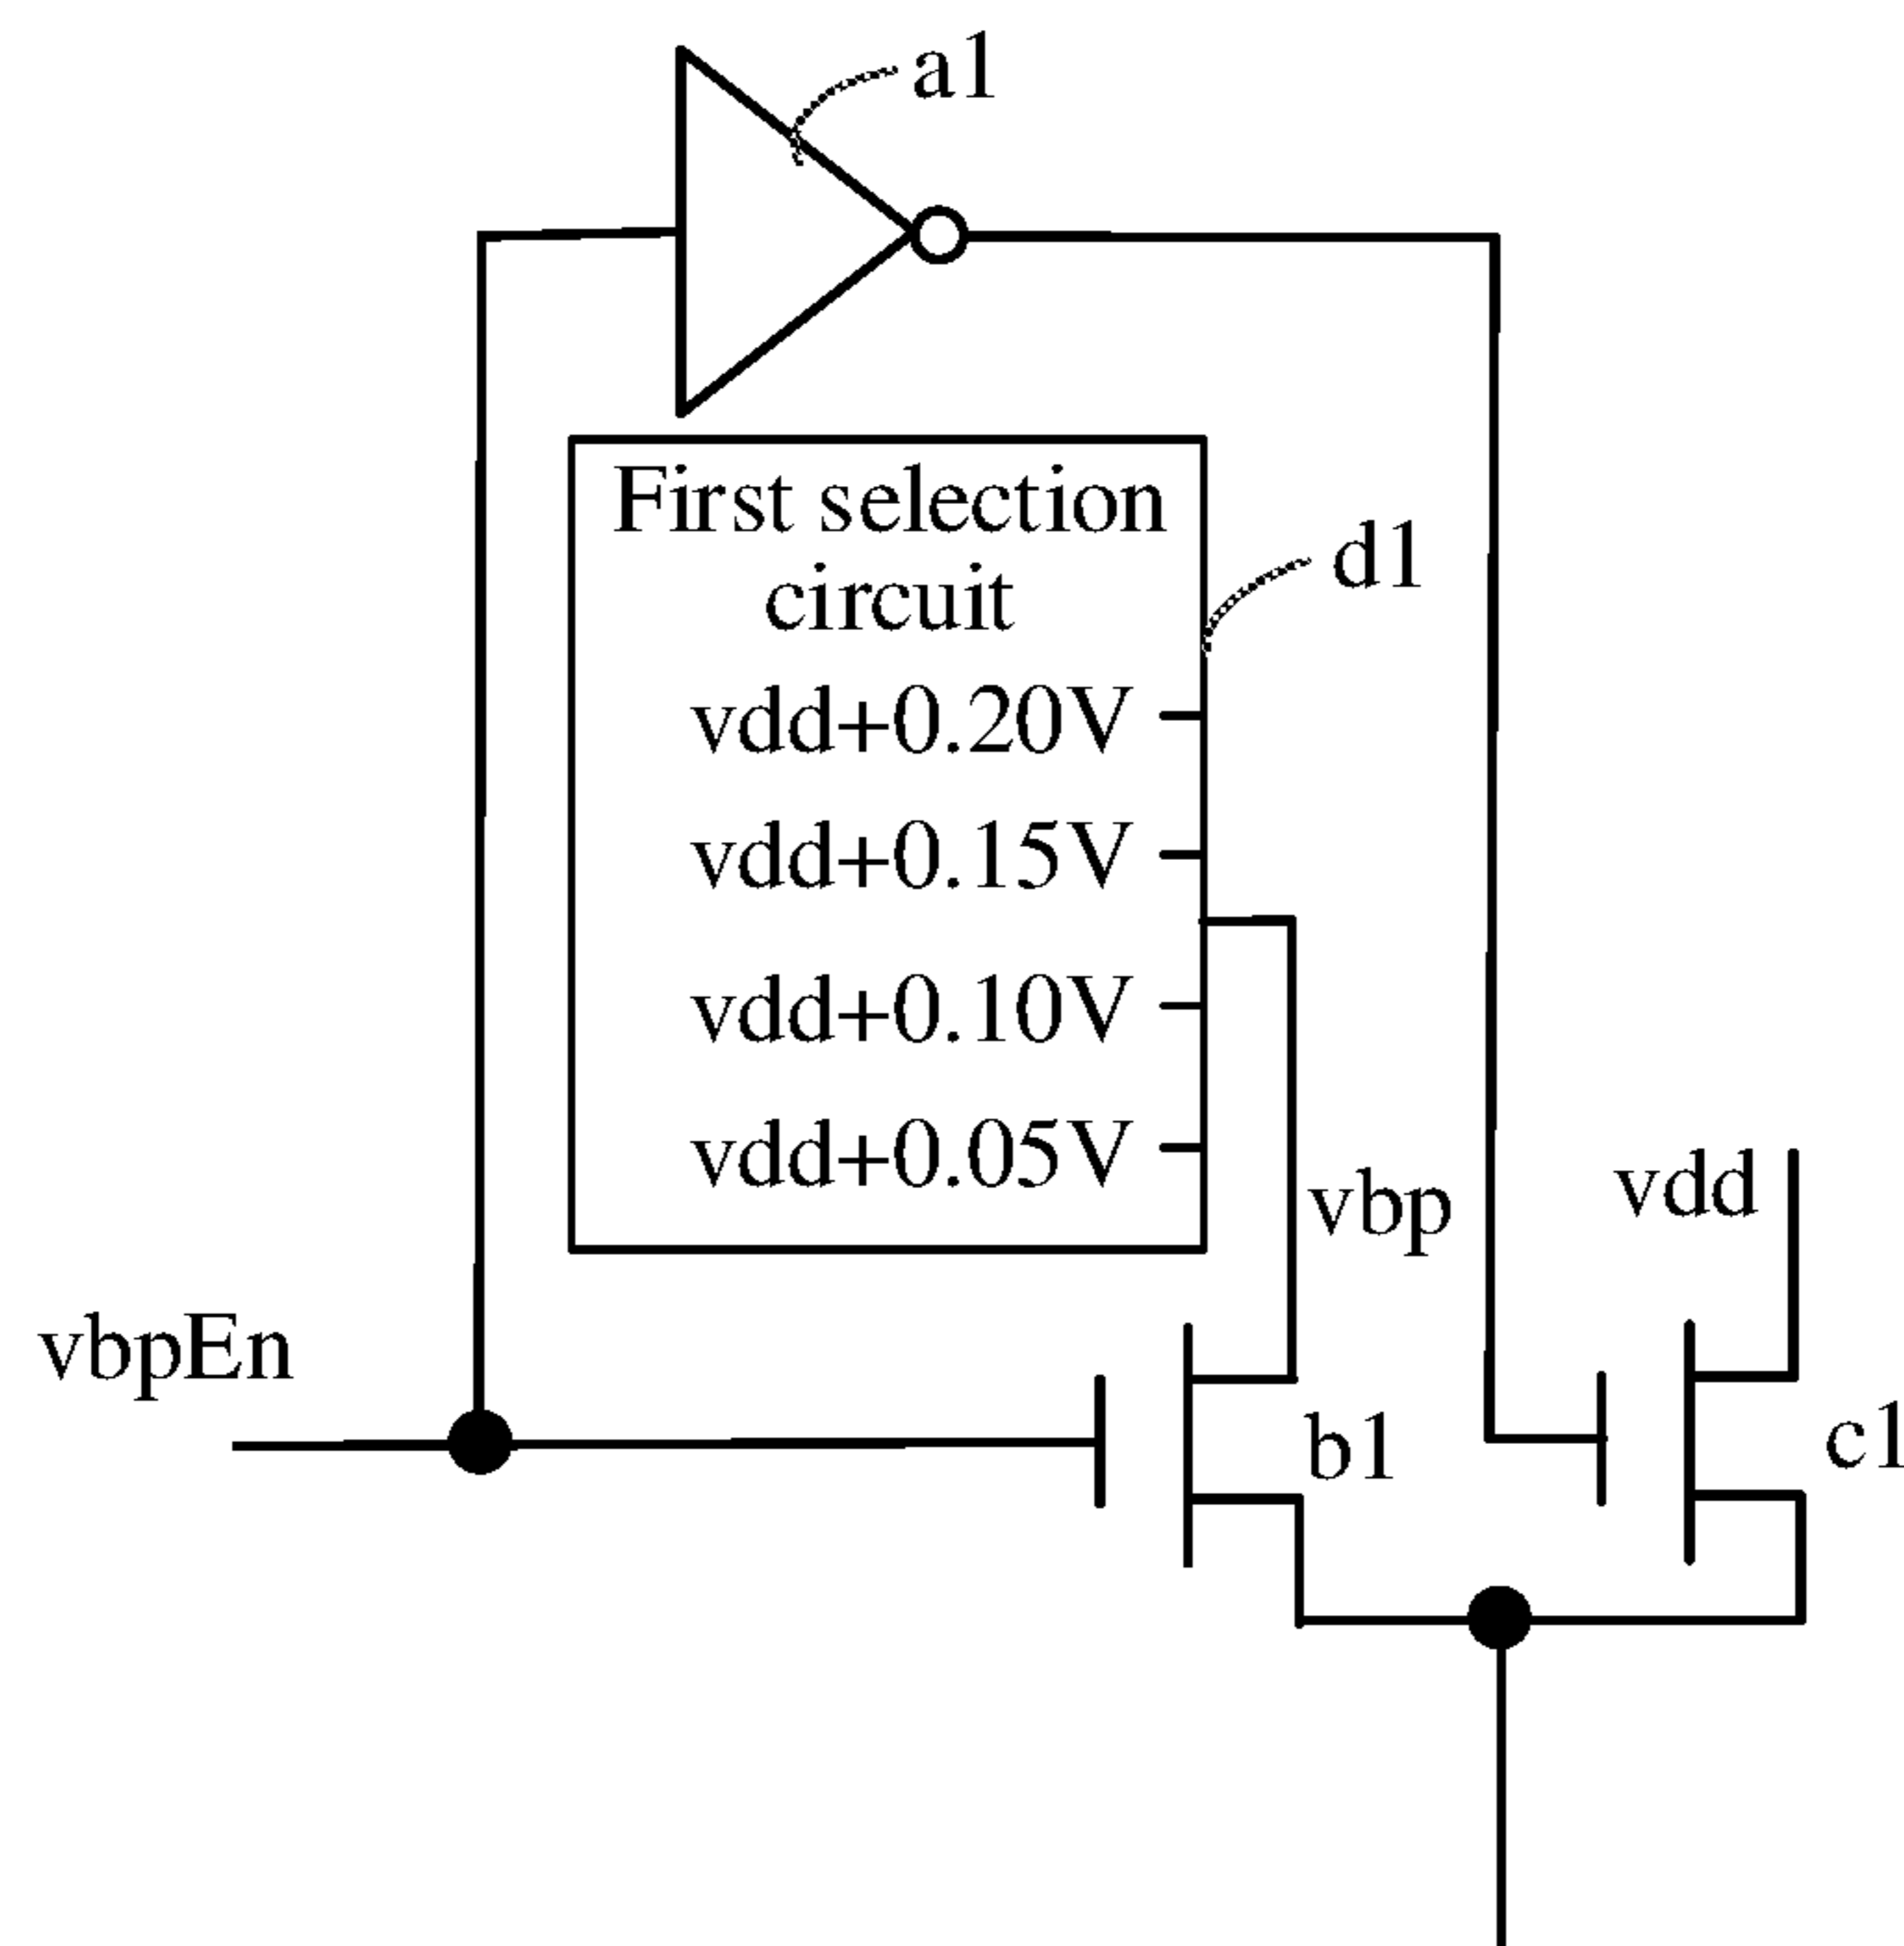 a1
First selection
circuit
d1
vdd+0.20V
vdd+0.15V
vdd+0.10V
vdd+0.05V
vbp
vdd
vbpEn
b1
c1